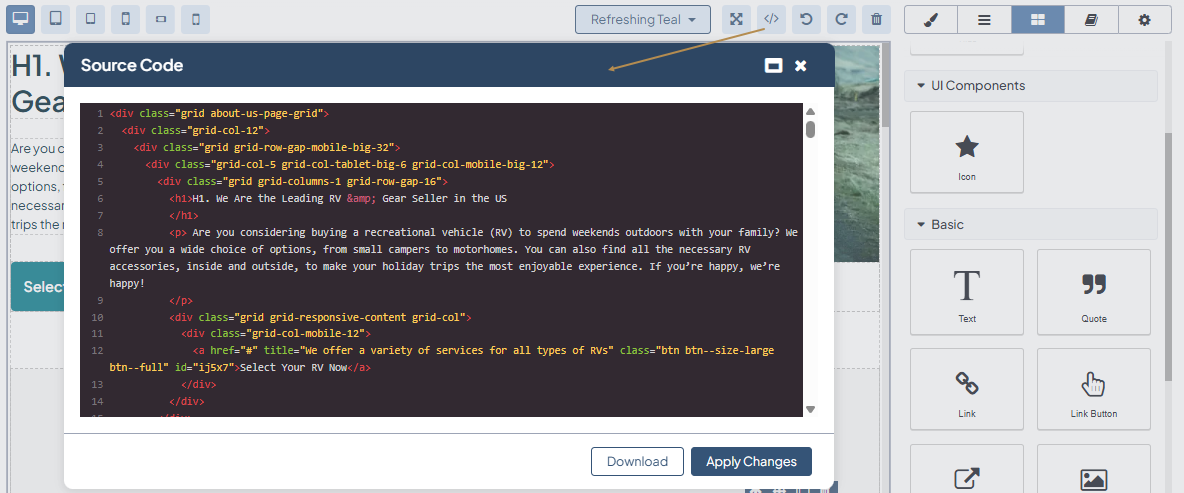 Refreshing Teal
</>
H1. W
Gea
Are you c
weekend
options,
necessar
trips the
Select
Source Code
1 <div class="grid about-us-page-grid">
2 <div class="grid-col-12">
3 <div class="grid grid-row-gap-mobile-big-32">
4 <div class="grid-col-5 grid-col-tablet-big-6 grid-col-mobile-big-12">
5 <div class="grid grid-columns-1 grid-row-gap-16">
6 <h1>H1. We Are the Leading RV &amp; Gear Seller in the US
7 </h1>
8 <p> Are you considering buying a recreational vehicle (RV) to spend weekends outdoors with your family? We
offer you a wide choice of options, from small campers to motorhomes. You can also find all the necessary RV
accessories, inside and outside, to make your holiday trips the most enjoyable experience. If you’re happy, we’re
happy!
9 </p>
10 <div class="grid grid-responsive-content grid-col">
11 <div class="grid-col-mobile-12">
12 <a href="#" title="We offer a variety of services for all types of RVs" class="btn btn--size-large
btn--full" id="ij5x7">Select Your RV Now</a>
13 </div>
14 </div>
15 </div>
Download
Apply Changes
UI Components
Icon
Basic
Text
Quote
Link
Link Button